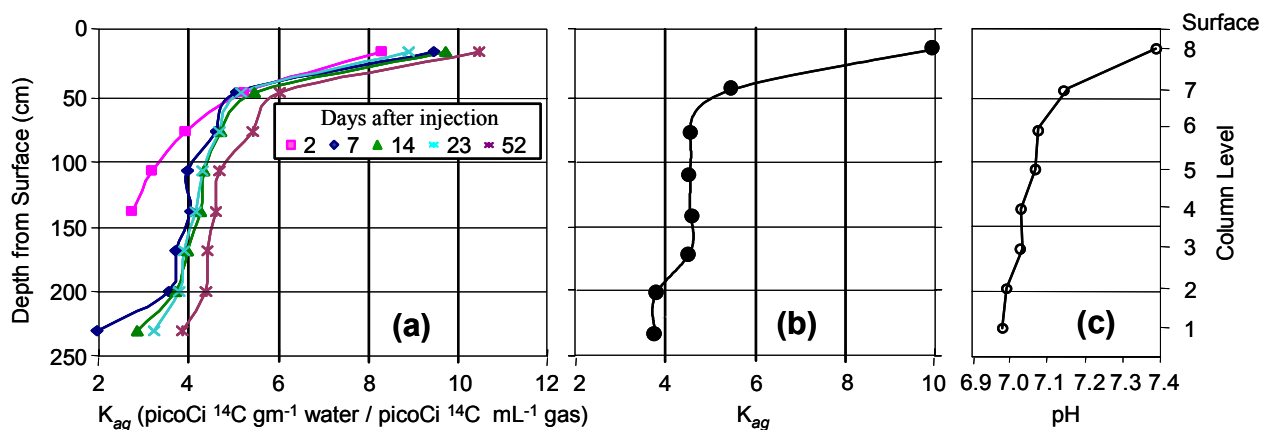 Depth from Surface (cm)
0
50
100
150
200
250
Days after injection
2 7 14 23 52
(a)
2 4 6 8 10 12
K_aq (picoCi ¹⁴C gm⁻¹ water / picoCi ¹⁴C mL⁻¹ gas)
(b)
4 6 8 10
K_aq
(c)
6.9 7.0 7.1 7.2 7.3 7.4
pH
Surface
8
7
6
5
4
3
2
1
Column Level